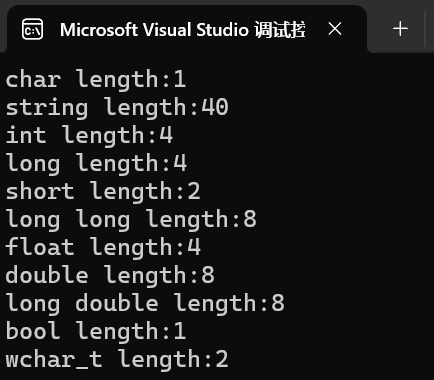 Microsoft Visual Studio 调试控
char length:1
string length:40
int length:4
long length:4
short length:2
long long length:8
float length:4
double length:8
long double length:8
bool length:1
wchar_t length:2